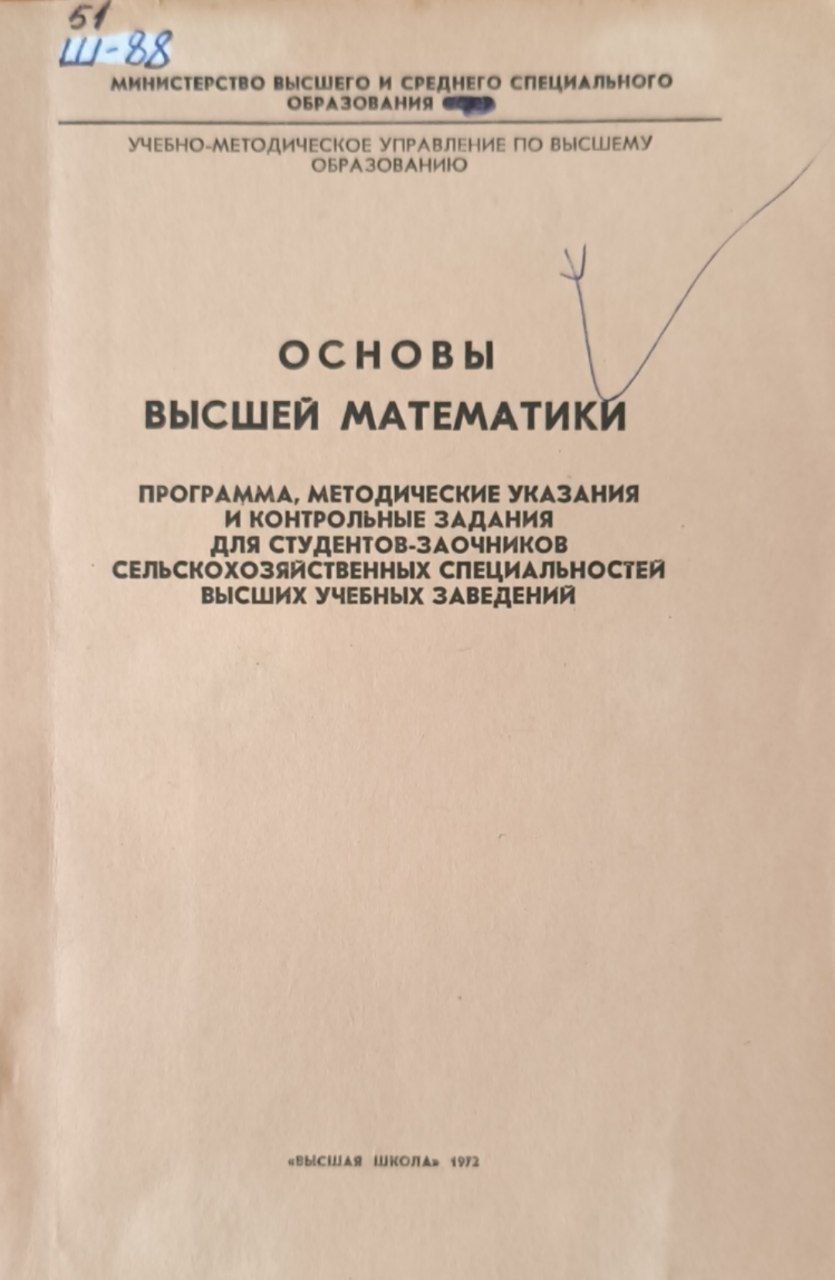 51
Ш-88
МИНИСТЕРСТВО ВЫСШЕГО И СРЕДНЕГО СПЕЦИАЛЬНОГО
ОБРАЗОВАНИЯ
УЧЕБНО-МЕТОДИЧЕСКОЕ УПРАВЛЕНИЕ ПО ВЫСШЕМУ
ОБРАЗОВАНИЮ
ОСНОВЫ
ВЫСШЕЙ МАТЕМАТИКИ
ПРОГРАММА, МЕТОДИЧЕСКИЕ УКАЗАНИЯ
И КОНТРОЛЬНЫЕ ЗАДАНИЯ
ДЛЯ СТУДЕНТОВ-ЗАОЧНИКОВ
СЕЛЬСКОХОЗЯЙСТВЕННЫХ СПЕЦИАЛЬНОСТЕЙ
ВЫСШИХ УЧЕБНЫХ ЗАВЕДЕНИЙ
«ВЫСШАЯ ШКОЛА» 1972